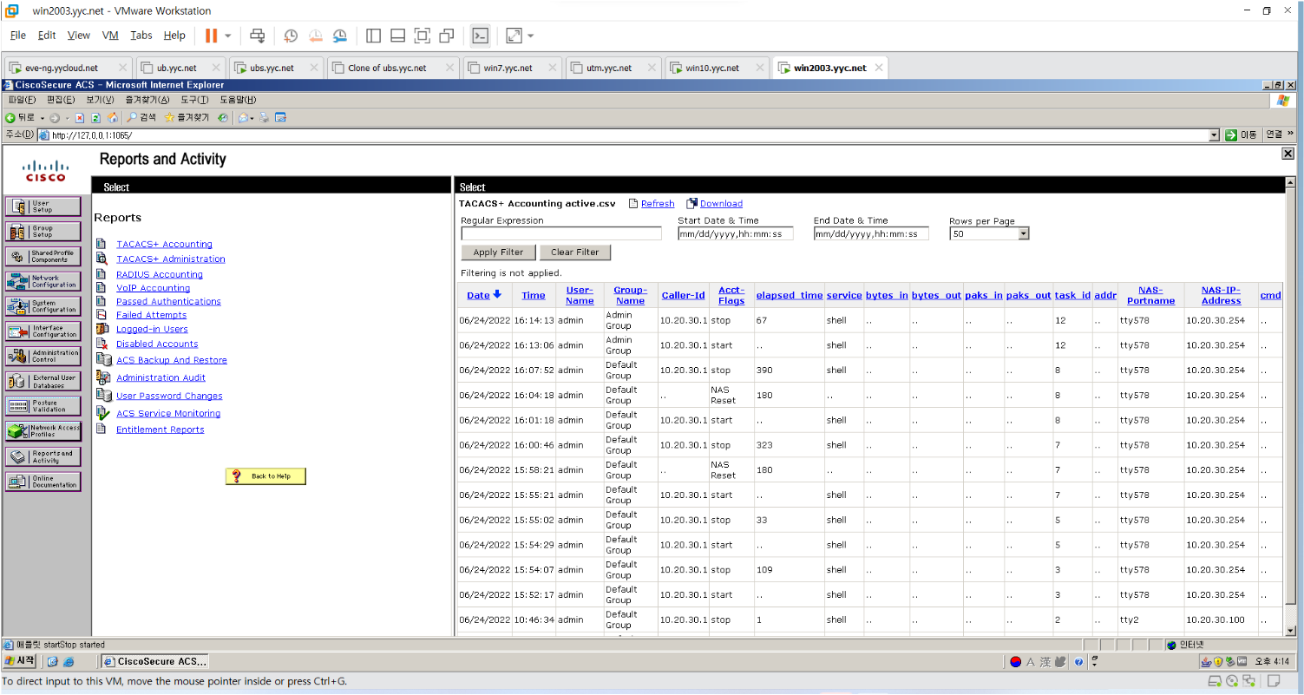 win2003.yyc.net - VMware Workstation
File Edit View VM Tabs Help
eve-ng.yycloud.net
ub.yyc.net
ubs.yyc.net
Clone of ubs.yyc.net
win7.yyc.net
utm.yyc.net
win10.yyc.net
win2003.yyc.net
CiscoSecure ACS - Microsoft Internet Explorer
파일(F) 편집(E) 보기(V) 즐겨찾기(A) 도구(T) 도움말(H)
뒤로 검색 즐겨찾기
주소(D) http://127.0.0.1:1065/ 이동 연결 »
CISCO
Reports and Activity
Select
User Setup
Group Setup
Shared Profile Components
Network Configuration
System Configuration
Interface Configuration
Administration Control
External User Databases
Posture Validation
Network Access Profiles
Reports and Activity
Online Documentation
Reports
TACACS+ Accounting
TACACS+ Administration
RADIUS Accounting
VoIP Accounting
Passed Authentications
Failed Attempts
Logged-in Users
Disabled Accounts
ACS Backup And Restore
Administration Audit
User Password Changes
ACS Service Monitoring
Entitlement Reports
Back to Help
Select
TACACS+ Accounting active.csv Refresh Download
Regular Expression Start Date & Time End Date & Time Rows per Page
mm/dd/yyyy,hh:mm:ss mm/dd/yyyy,hh:mm:ss 50
Apply Filter Clear Filter
Filtering is not applied.
Date Time User-Name Group-Name Caller-Id Acct-Flags elapsed_time service bytes_in bytes_out paks_in paks_out task_id addr NAS-Portname NAS-IP-Address cmd
06/24/2022 16:14:13 admin Admin Group 10.20.30.1 stop 67 shell .. .. .. .. 12 .. tty578 10.20.30.254 ..
06/24/2022 16:13:06 admin Admin Group 10.20.30.1 start .. shell .. .. .. .. 12 .. tty578 10.20.30.254 ..
06/24/2022 16:07:52 admin Default Group 10.20.30.1 stop 390 shell .. .. .. .. 8 .. tty578 10.20.30.254 ..
06/24/2022 16:04:18 admin Default Group .. NAS Reset 180 .. .. .. .. .. 8 .. tty578 10.20.30.254 ..
06/24/2022 16:01:18 admin Default Group 10.20.30.1 start .. shell .. .. .. .. 8 .. tty578 10.20.30.254 ..
06/24/2022 16:00:46 admin Default Group 10.20.30.1 stop 323 shell .. .. .. .. 7 .. tty578 10.20.30.254 ..
06/24/2022 15:58:21 admin Default Group .. NAS Reset 180 .. .. .. .. .. 7 .. tty578 10.20.30.254 ..
06/24/2022 15:55:21 admin Default Group 10.20.30.1 start .. shell .. .. .. .. 7 .. tty578 10.20.30.254 ..
06/24/2022 15:55:02 admin Default Group 10.20.30.1 stop 33 shell .. .. .. .. 5 .. tty578 10.20.30.254 ..
06/24/2022 15:54:29 admin Default Group 10.20.30.1 start .. shell .. .. .. .. 5 .. tty578 10.20.30.254 ..
06/24/2022 15:54:07 admin Default Group 10.20.30.1 stop 109 shell .. .. .. .. 3 .. tty578 10.20.30.254 ..
06/24/2022 15:52:17 admin Default Group 10.20.30.1 start .. shell .. .. .. .. 3 .. tty578 10.20.30.254 ..
06/24/2022 10:46:34 admin Default Group 10.20.30.1 stop 1 shell .. .. .. .. 2 .. tty2 10.20.30.100 ..
애플릿 startStop started 인터넷
시작 CiscoSecure ACS... A 漢 오후 4:14
To direct input to this VM, move the mouse pointer inside or press Ctrl+G.